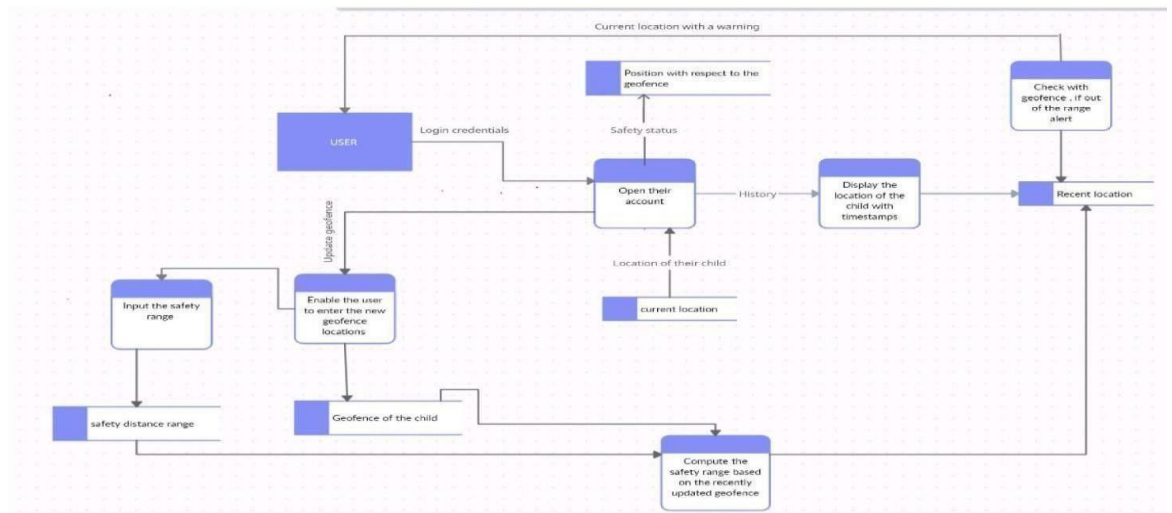 Current location with a warning
Position with respect to the
geofence
Check with
geofence , if out
of the range
alert
USER
Login credentials
Safety status
Open their
account
History
Display the
location of the
child with
timestamps
Recent location
Update geofence
Location of their child
Input the safety
range
Enable the user
to enter the new
geofence
locations
current location
safety distance range
Geofence of the child
Compute the
safety range based
on the recently
updated geofence